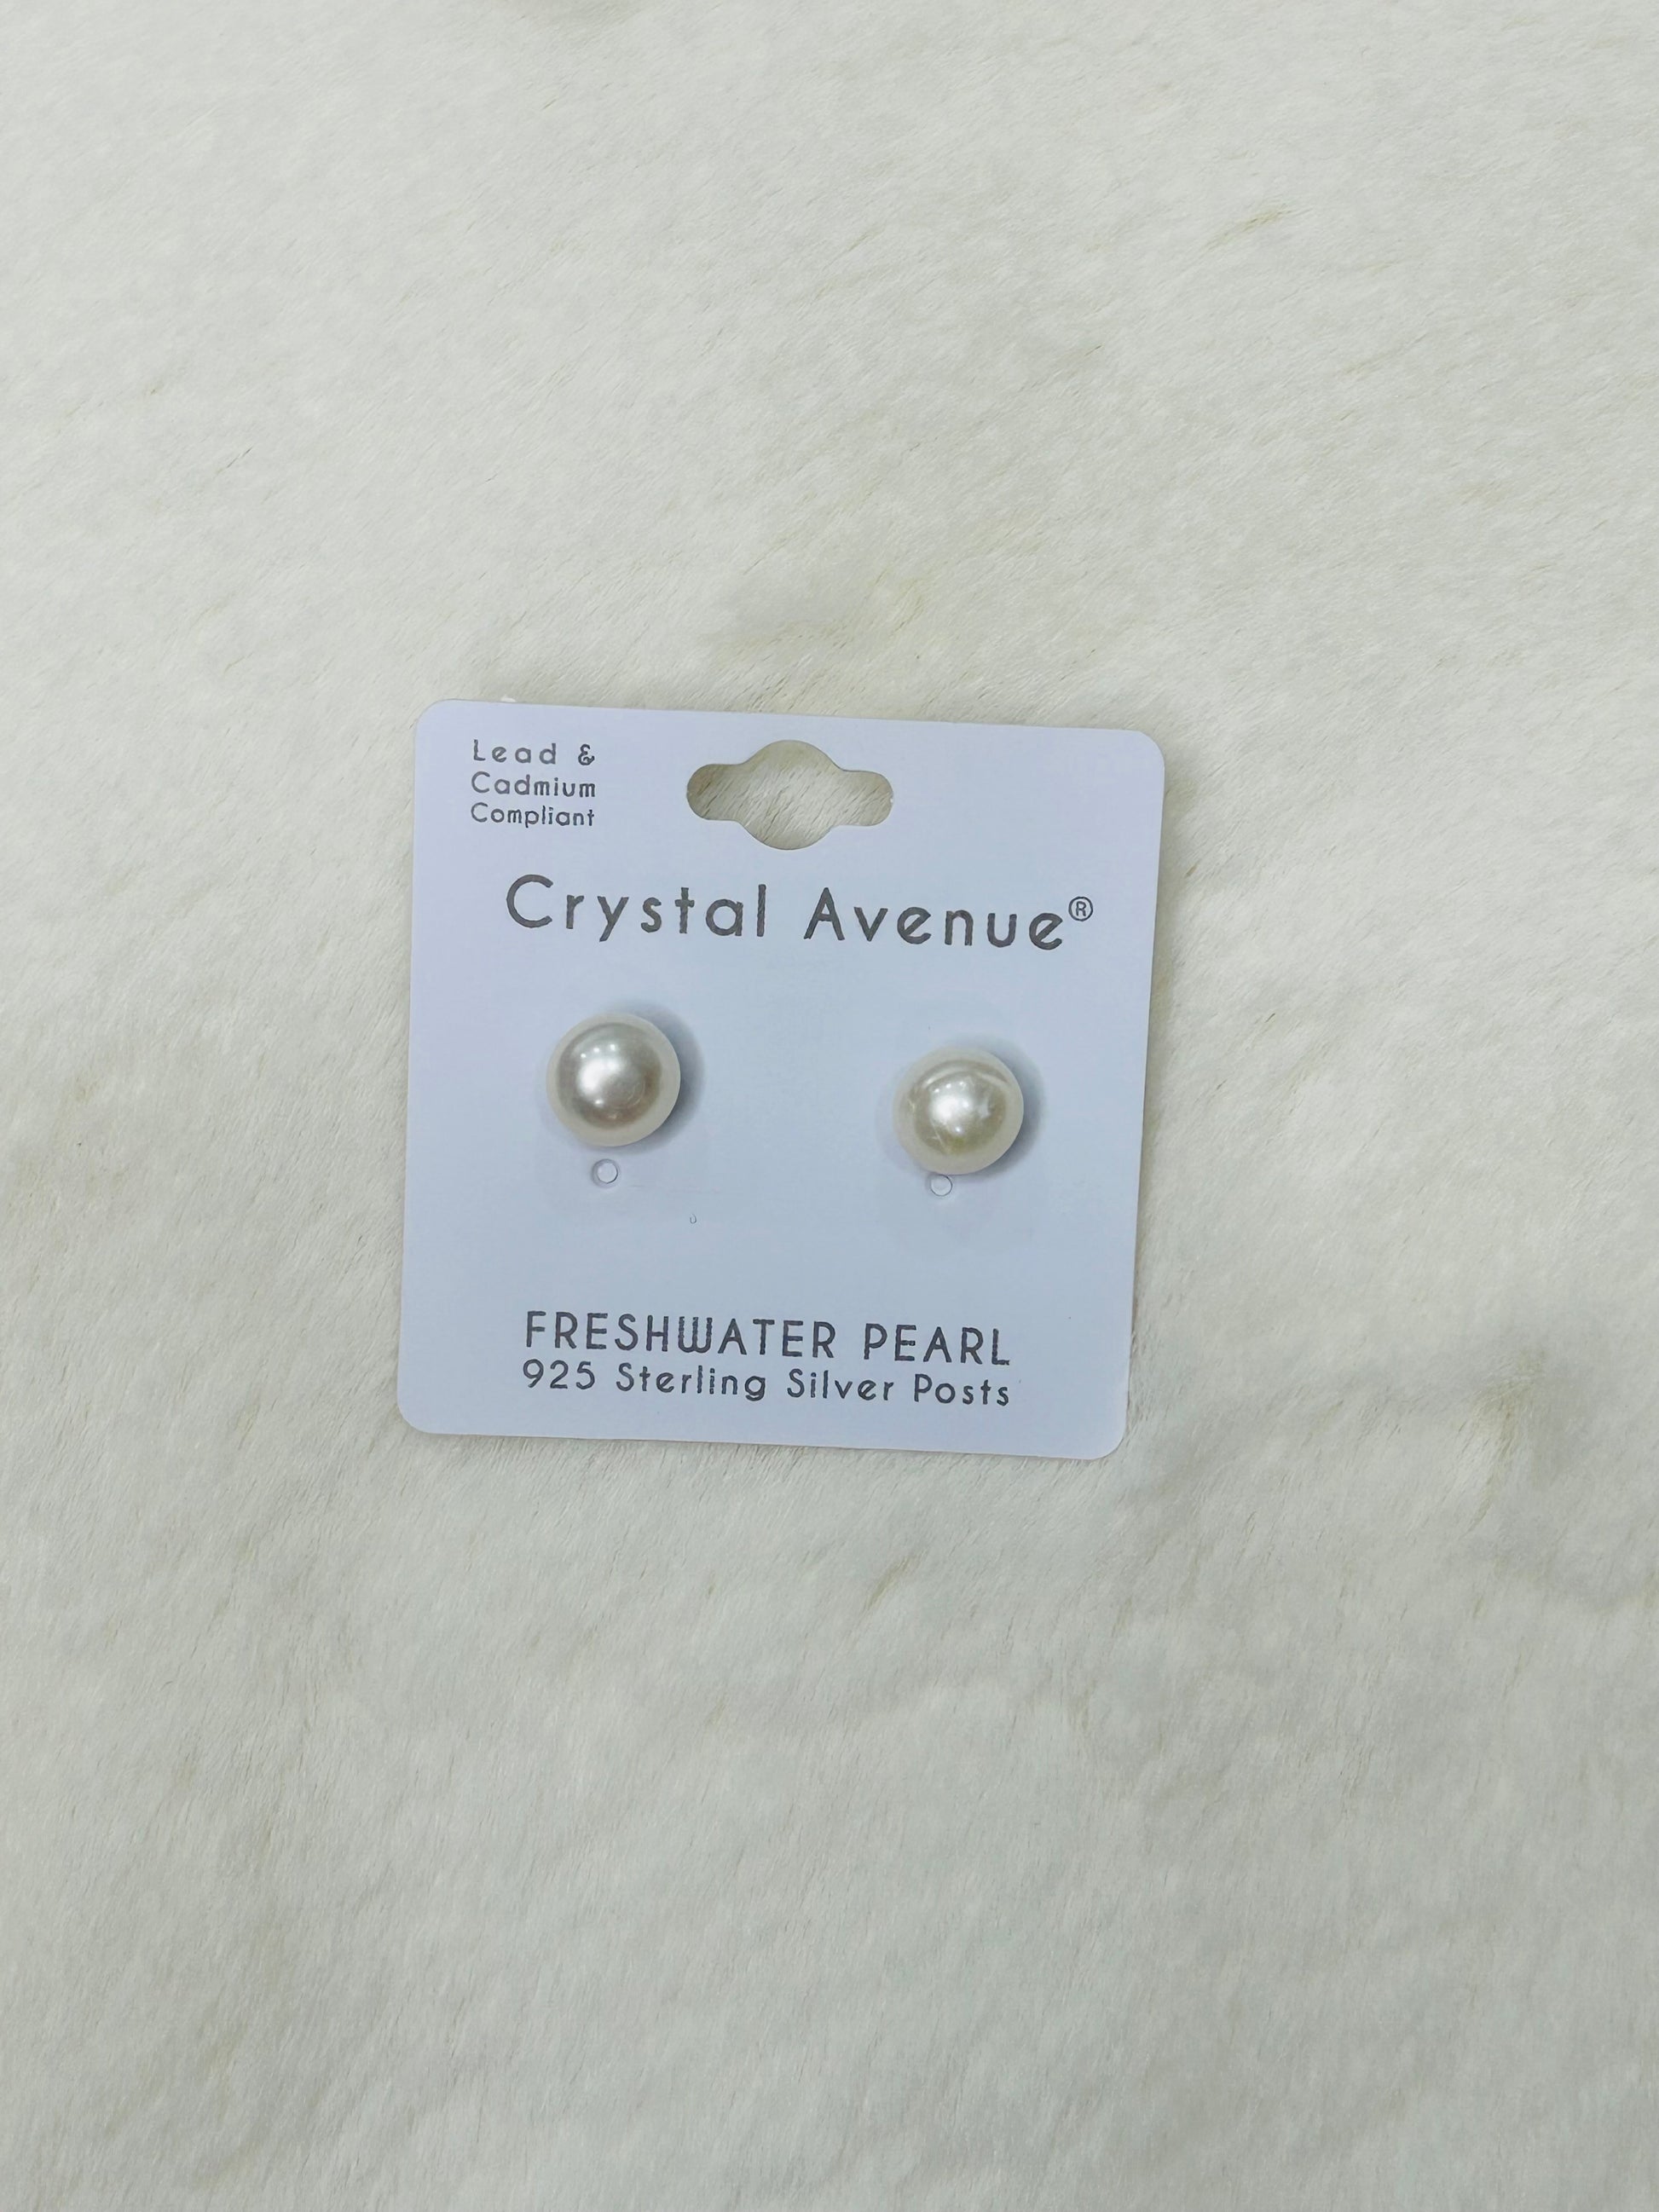 Lead &
Cadmium
Compliant
Crystal Avenue®
FRESHWATER PEARL
925 Sterling Silver Posts